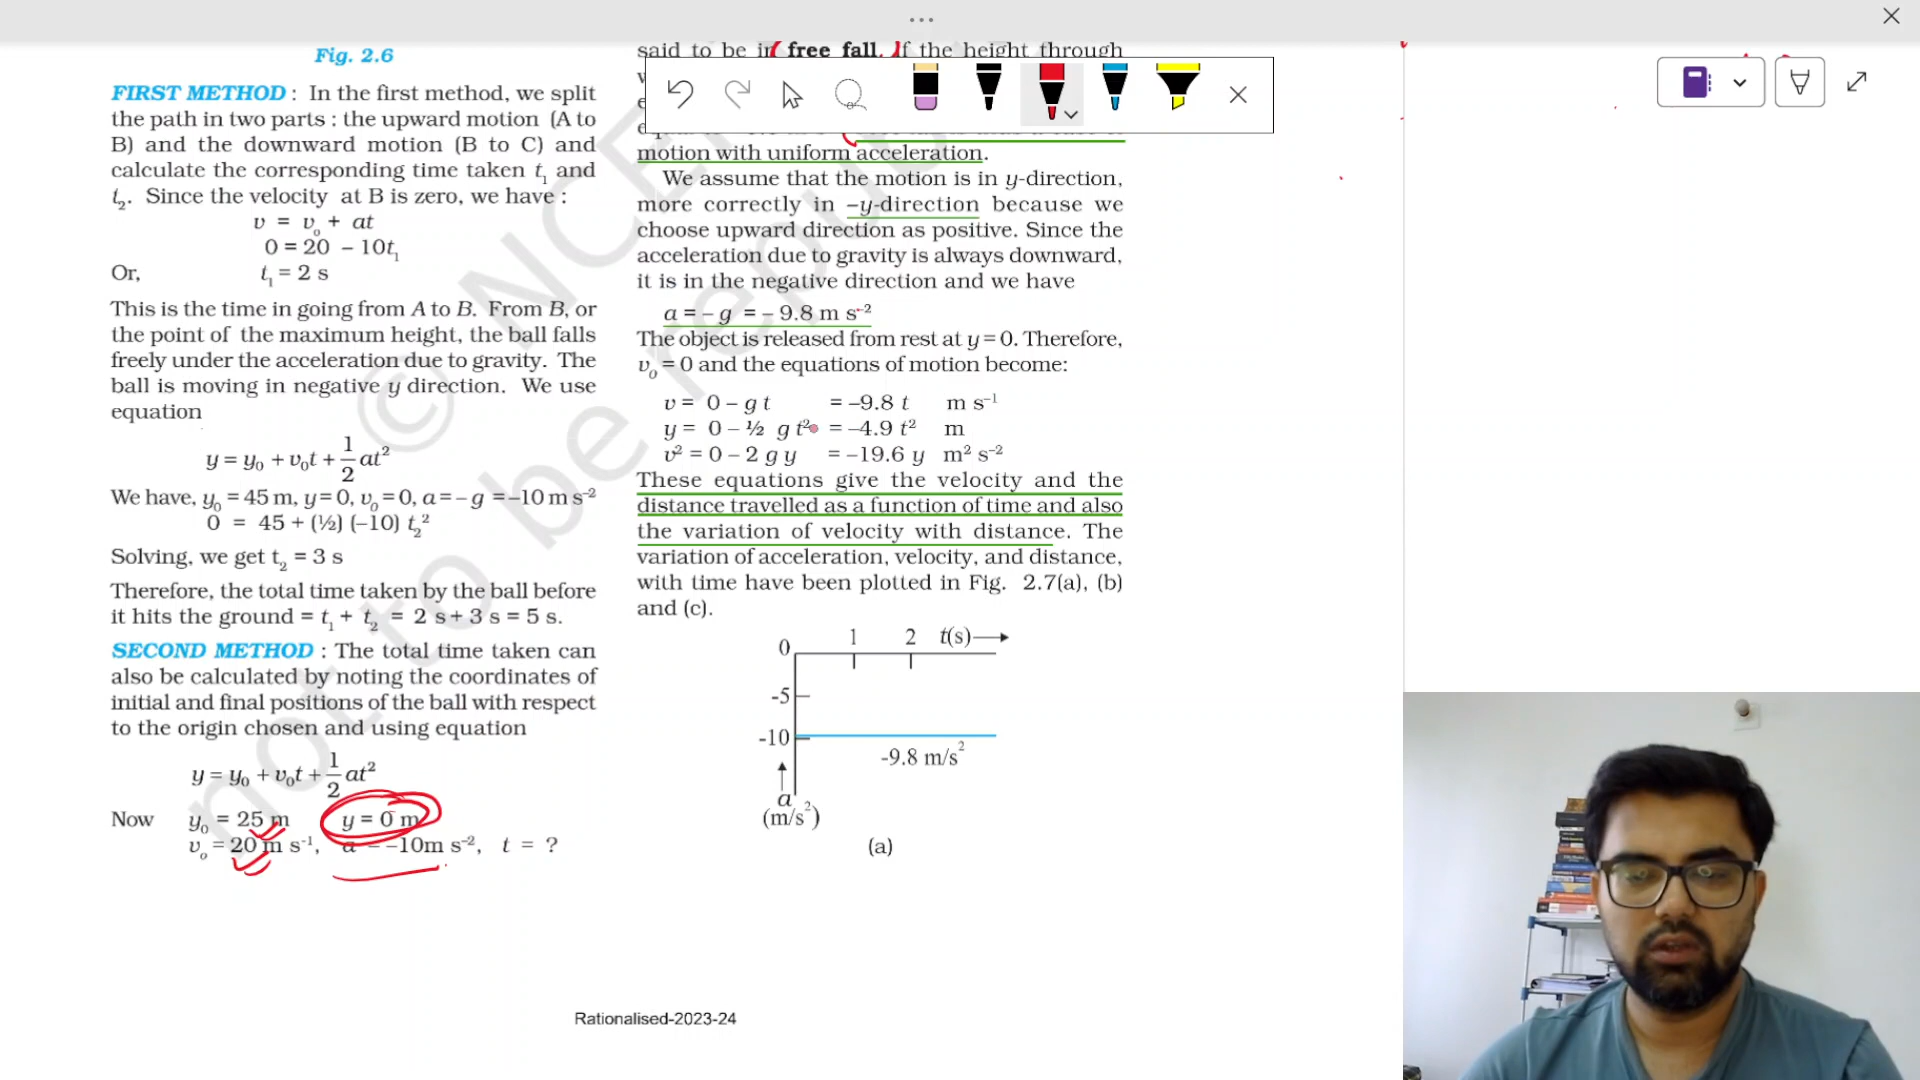 Fig. 2.6
FIRST METHOD : In the first method, we split
the path in two parts : the upward motion (A to
B) and the downward motion (B to C) and
calculate the corresponding time taken t₁ and
t₂. Since the velocity at B is zero, we have :
υ = υₒ + at
0 = 20 – 10t₁
Or, t₁ = 2 s
This is the time in going from A to B. From B, or
the point of the maximum height, the ball falls
freely under the acceleration due to gravity. The
ball is moving in negative y direction. We use
equation
y = y₀ + υ₀t + 1/2 at²
We have, y₀ = 45 m, y = 0, υ₀ = 0, a = – g = –10 m s⁻²
0 = 45 + (½) (–10) t₂²
Solving, we get t₂ = 3 s
Therefore, the total time taken by the ball before
it hits the ground = t₁ + t₂ = 2 s + 3 s = 5 s.
SECOND METHOD : The total time taken can
also be calculated by noting the coordinates of
initial and final positions of the ball with respect
to the origin chosen and using equation
y = y₀ + υ₀t + 1/2 at²
Now y₀ = 25 m y = 0 m
υₒ = 20 m s⁻¹, a = –10m s⁻², t = ?
said to be in free fall. If the height through
motion with uniform acceleration.
We assume that the motion is in y-direction,
more correctly in –y-direction because we
choose upward direction as positive. Since the
acceleration due to gravity is always downward,
it is in the negative direction and we have
a = – g = – 9.8 m s⁻²
The object is released from rest at y = 0. Therefore,
υₒ = 0 and the equations of motion become:
υ = 0 – g t = –9.8 t m s⁻¹
y = 0 – ½ g t² = –4.9 t² m
υ² = 0 – 2 g y = –19.6 y m² s⁻²
These equations give the velocity and the
distance travelled as a function of time and also
the variation of velocity with distance. The
variation of acceleration, velocity, and distance,
with time have been plotted in Fig. 2.7(a), (b)
and (c).
0 1 2 t(s)
-5
-10
-9.8 m/s²
a
(m/s²)
(a)
Rationalised-2023-24
© NCE
not to be repu